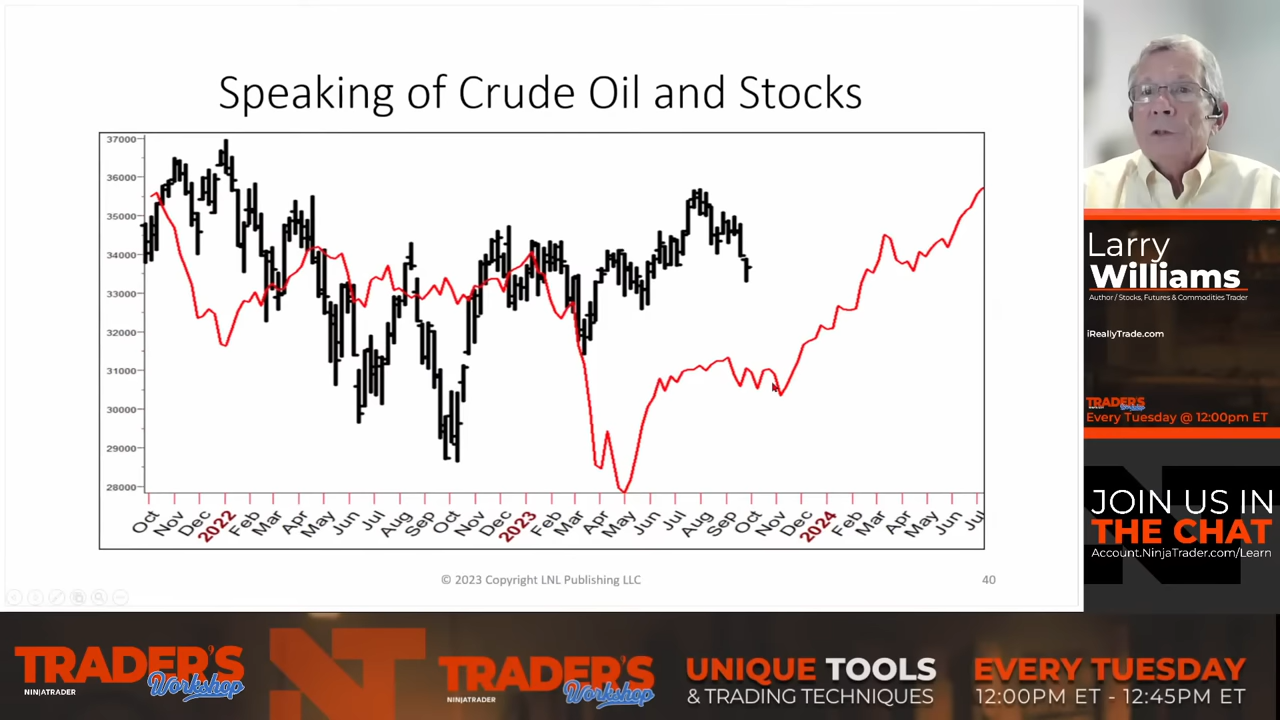 Speaking of Crude Oil and Stocks
37000
36000
35000
34000
33000
32000
31000
30000
29000
28000
Oct
Nov
Dec
2022
Feb
Mar
Apr
May
Jun
Jul
Aug
Sep
Oct
Nov
Dec
2023
Feb
Mar
Apr
May
Jun
Jul
Aug
Sep
Oct
Nov
Dec
2024
Feb
Mar
Apr
May
Jun
Jul
© 2023 Copyright LNL Publishing LLC
40
Larry
Williams
Author / Stocks, Futures & Commodities Trader
iReallyTrade.com
TRADER'S
Workshop
Every Tuesday @ 12:00pm ET
JOIN US IN
THE CHAT
Account.NinjaTrader.com/Learn
TRADER'S
Workshop
NINJATRADER
NT
TRADER'S
Workshop
NINJATRADER
UNIQUE TOOLS
& TRADING TECHNIQUES
EVERY TUESDAY
12:00PM ET - 12:45PM ET